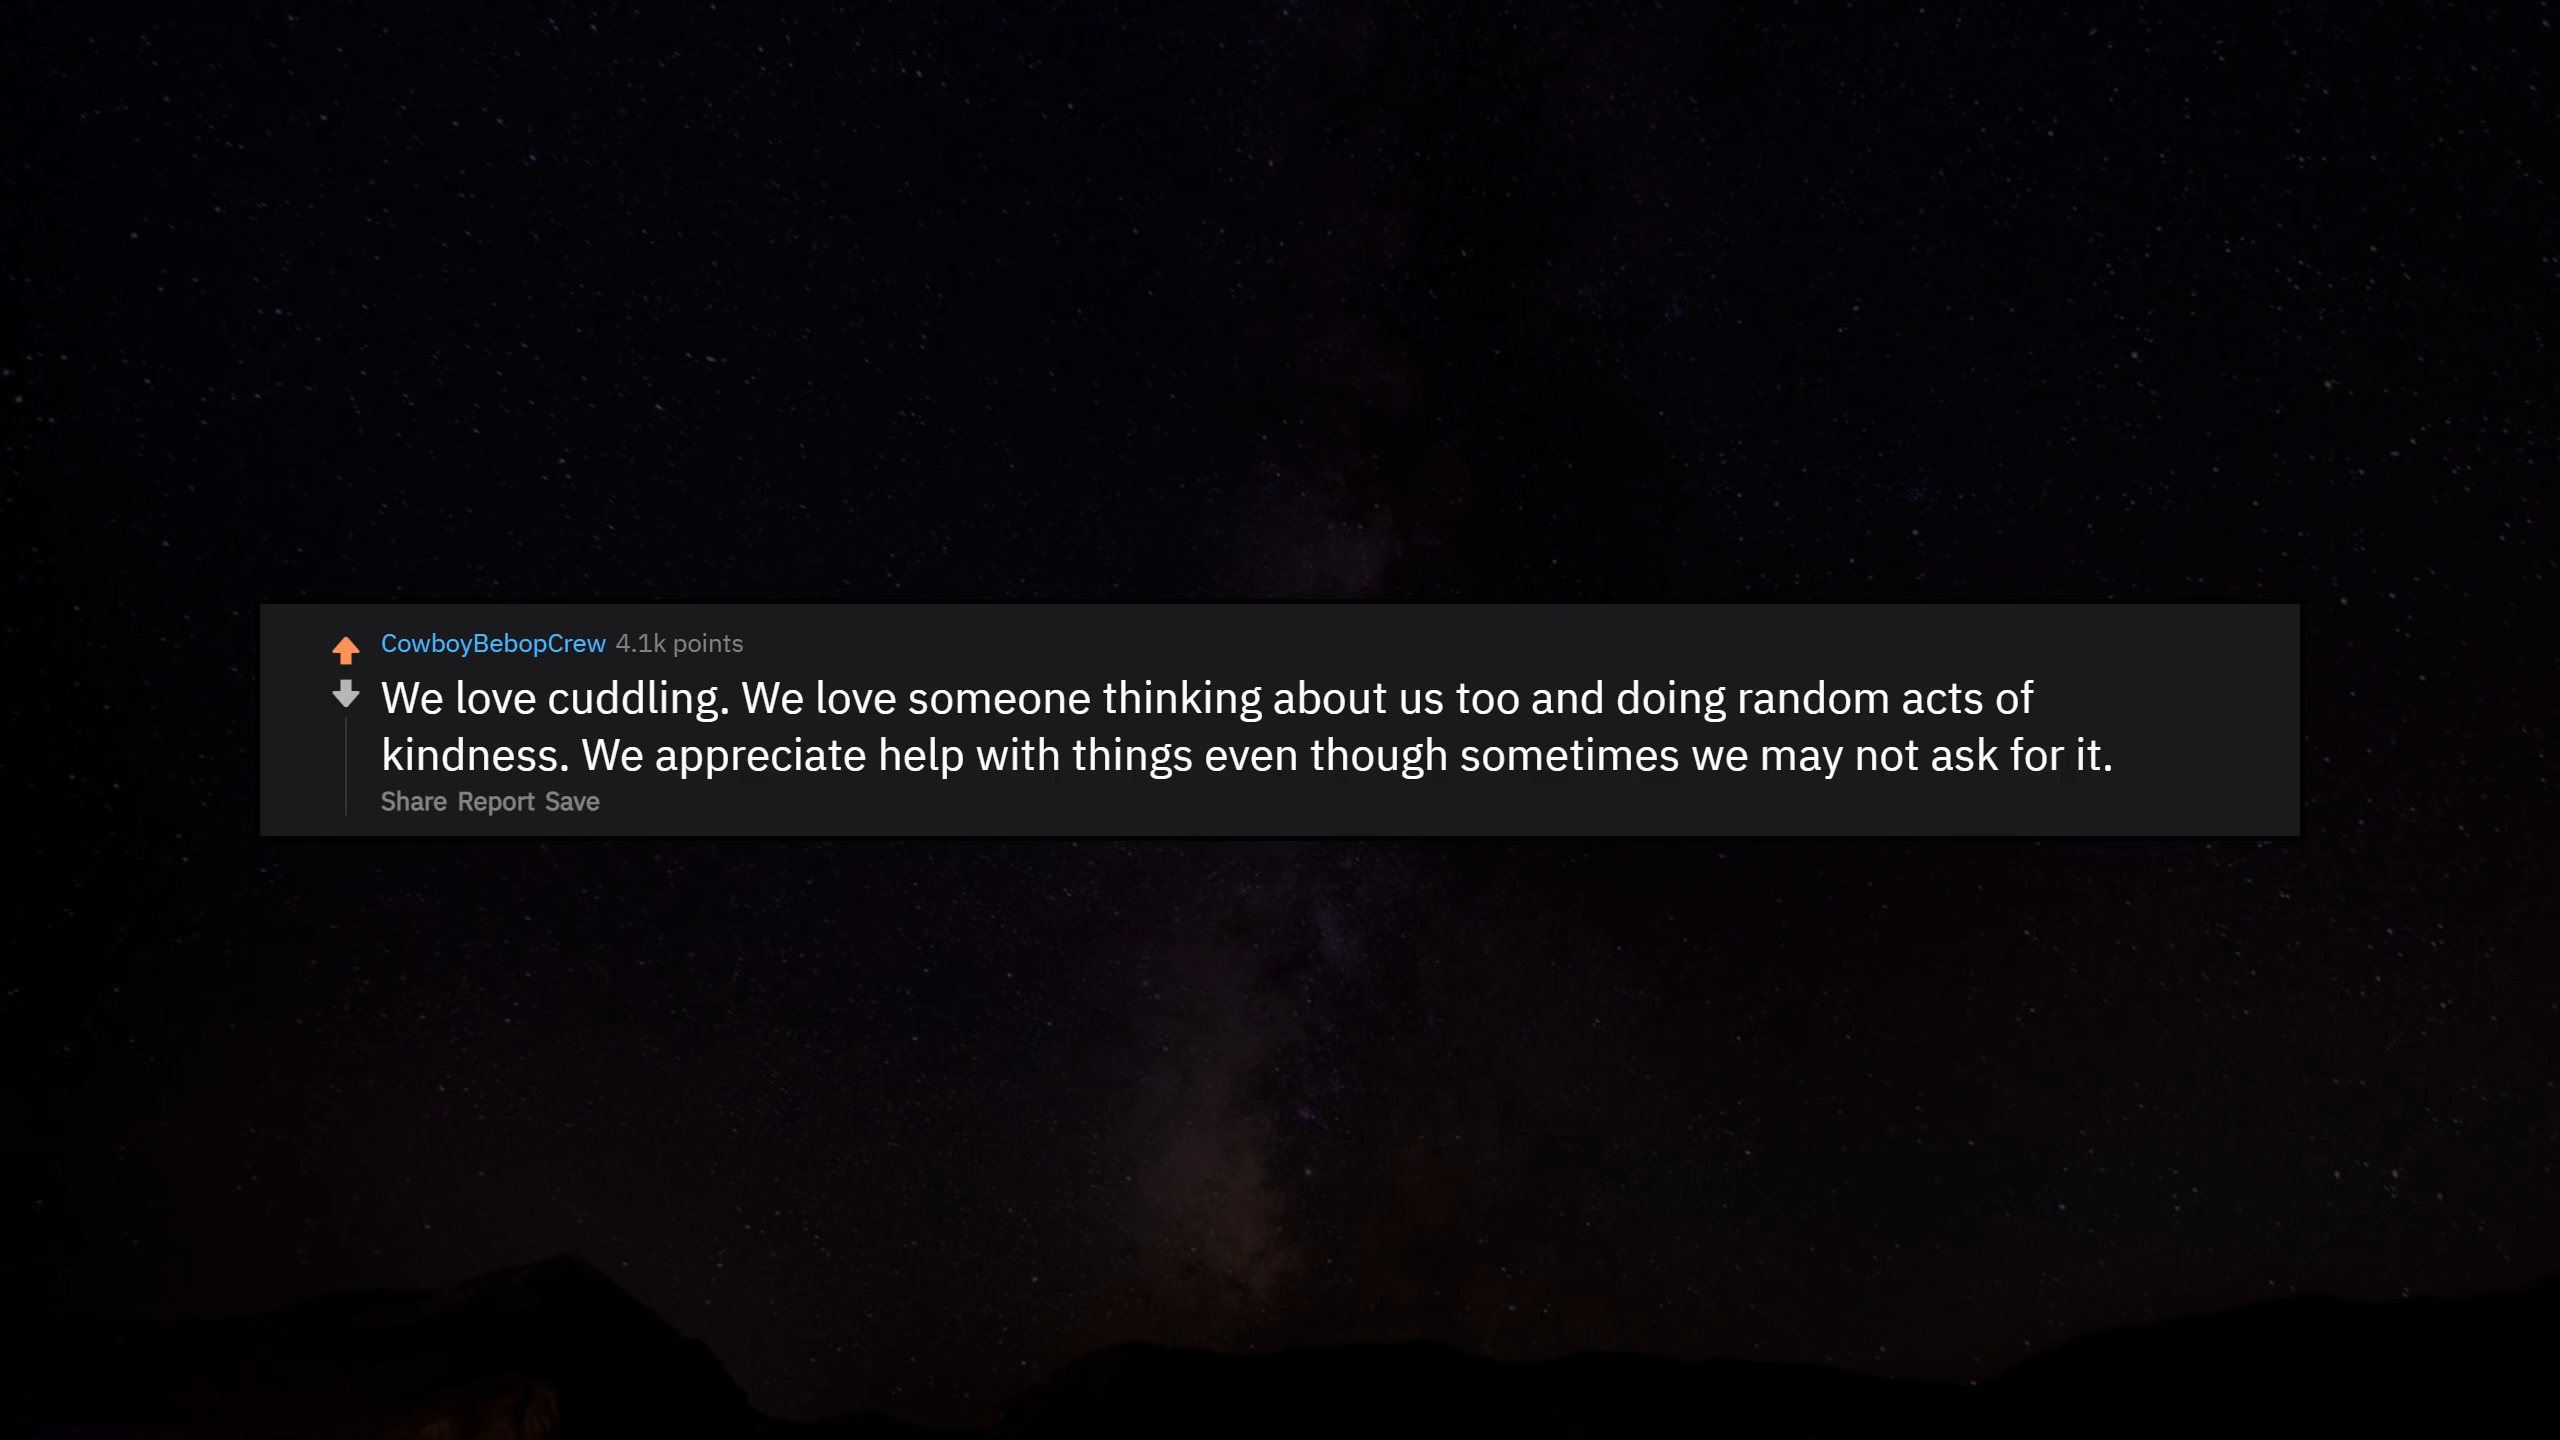 CowboyBebopCrew 4.1k points
We love cuddling. We love someone thinking about us too and doing random acts of
kindness. We appreciate help with things even though sometimes we may not ask for it.
Share Report Save